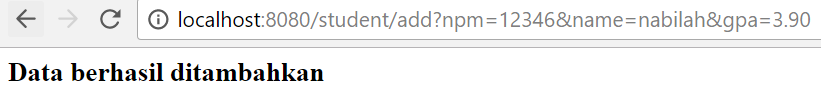 localhost:8080/student/add?npm=12346&name=nabilah&gpa=3.90
Data berhasil ditambahkan